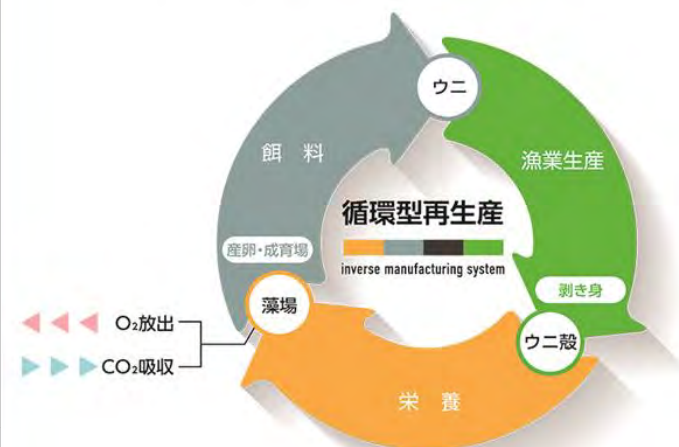 ウニ
餌 料
漁業生産
循環型再生産
inverse manufacturing system
産卵・成育場
剥き身
藻場
O₂放出
CO₂吸収
ウニ殻
栄 養